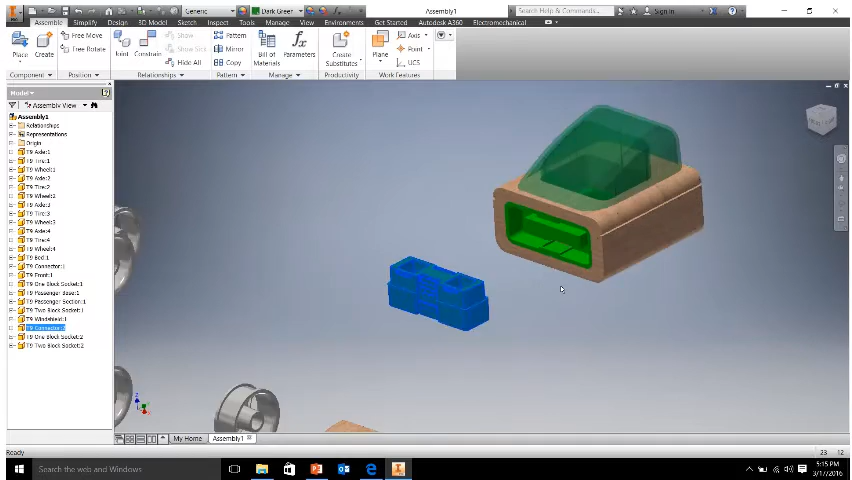 Generic
Dark Greer
Assembly1
Search Help & Commands...
Sign In
Assemble Simplify Design 3D Model Sketch Inspect Tools Manage View Environments Get Started Autodesk A360 Electromechanical
Place
Create
Free Move
Free Rotate
Joint
Constrain
Show
Show Sick
Hide All
Pattern
Mirror
Copy
Bill of
Materials
Parameters
Create
Substitutes
Plane
Axis
Point
UCS
Component
Position
Relationships
Pattern
Manage
Productivity
Work Features
Model
Assembly View
Assembly1
Relationships
Representations
Origin
T9 Axle:1
T9 Tire:1
T9 Wheel:1
T9 Axle:2
T9 Tire:2
T9 Wheel:2
T9 Axle:3
T9 Tire:3
T9 Wheel:3
T9 Axle:4
T9 Tire:4
T9 Wheel:4
T9 Bed:1
T9 Connector:1
T9 Front:1
T9 One Block Socket:1
T9 Passenger Base:1
T9 Passenger Section:1
T9 Two Block Socket:1
T9 Windshield:1
T9 Connector:2
T9 One Block Socket:2
T9 Two Block Socket:2
My Home
Assembly1
Ready
23 12
Search the web and Windows
5:15 PM
3/17/2016